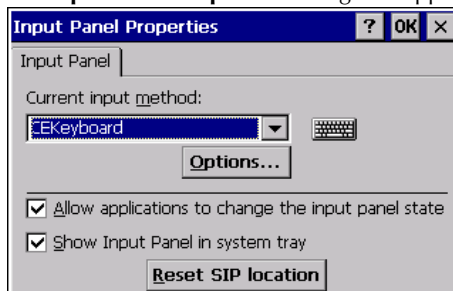 Input Panel Properties ? OK ×
Input Panel
Current input method:
CEKeyboard
Options...
Allow applications to change the input panel state
Show Input Panel in system tray
Reset SIP location